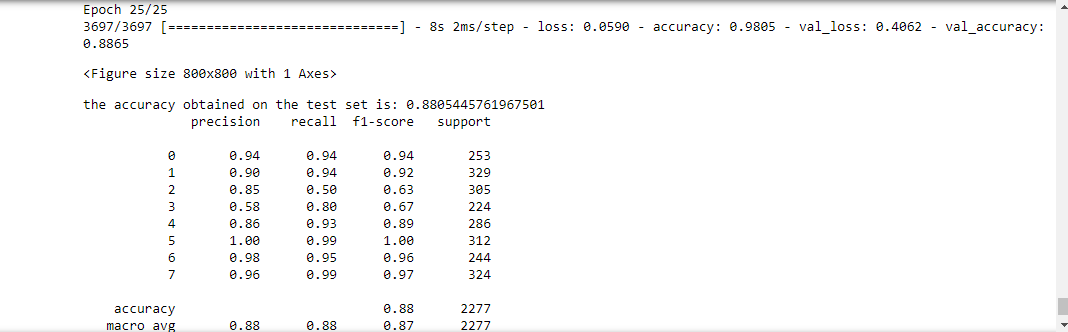 Epoch 25/25
3697/3697 [==============================] - 8s 2ms/step - loss: 0.0590 - accuracy: 0.9805 - val_loss: 0.4062 - val_accuracy:
0.8865
<Figure size 800x800 with 1 Axes>
the accuracy obtained on the test set is: 0.8805445761967501
precision recall f1-score support
0 0.94 0.94 0.94 253
1 0.90 0.94 0.92 329
2 0.85 0.50 0.63 305
3 0.58 0.80 0.67 224
4 0.86 0.93 0.89 286
5 1.00 0.99 1.00 312
6 0.98 0.95 0.96 244
7 0.96 0.99 0.97 324
accuracy 0.88 2277
macro avg 0.88 0.88 0.87 2277